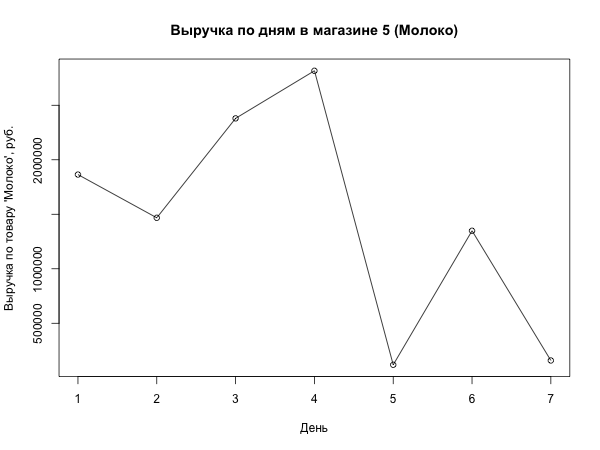 Выручка по дням в магазине 5 (Молоко)
Выручка по товару 'Молоко', руб.
2000000
1000000
500000
1 2 3 4 5 6 7
День